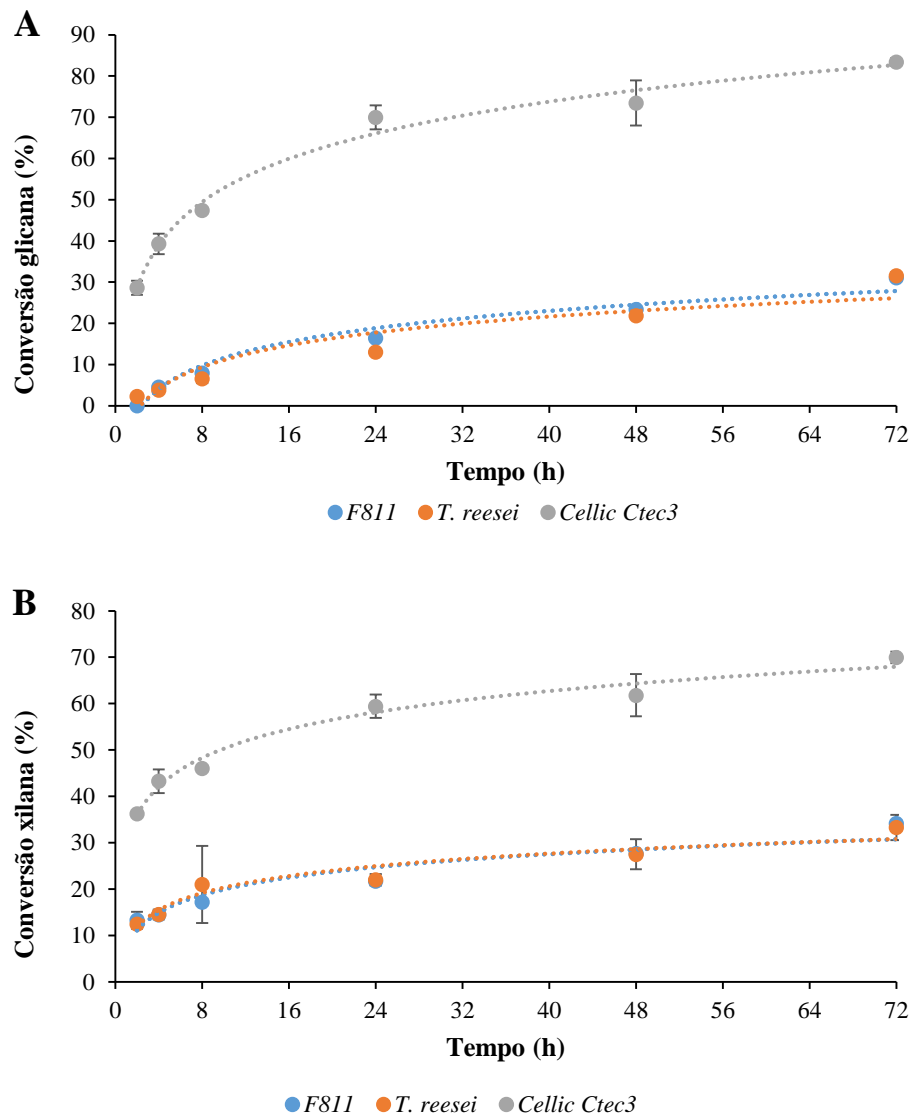 A
90
80
70
60
50
40
30
20
10
0
Conversão glicana (%)
0 8 16 24 32 40 48 56 64 72
Tempo (h)
F811 T. reesei Cellic Ctec3
B
80
70
60
50
40
30
20
10
0
Conversão xilana (%)
0 8 16 24 32 40 48 56 64 72
Tempo (h)
F811 T. reesei Cellic Ctec3